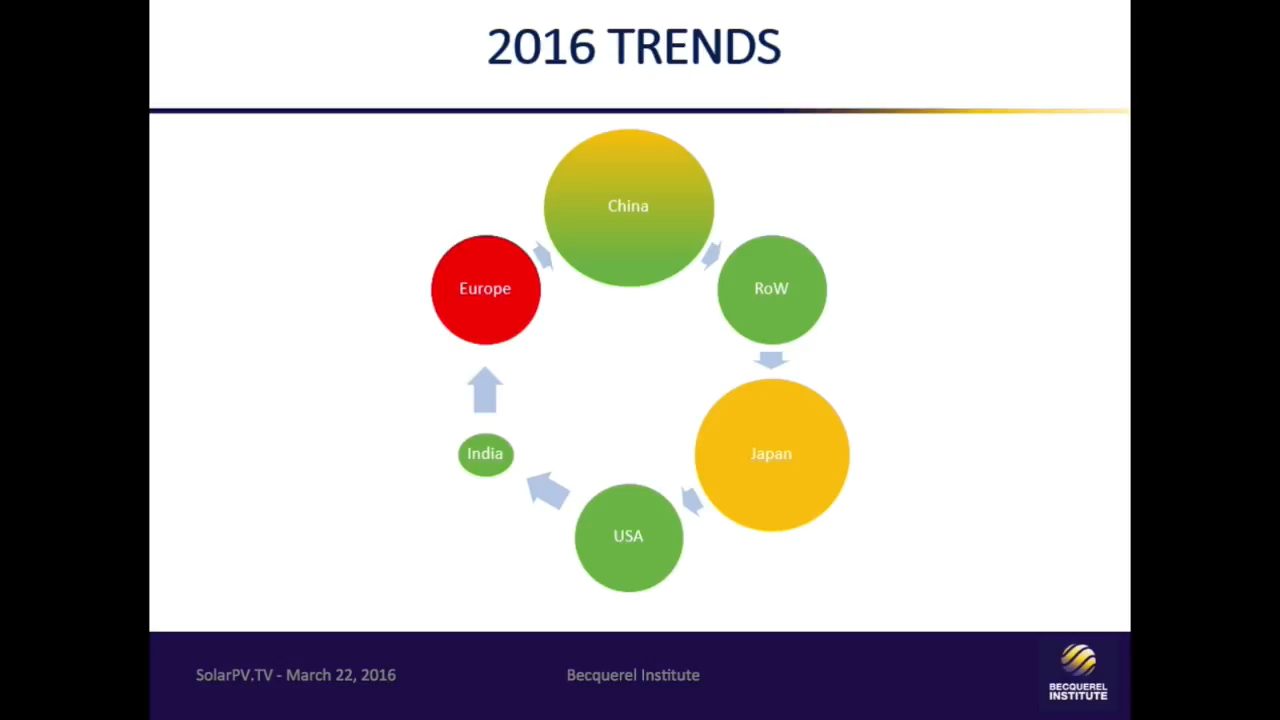 2016 TRENDS
China
Europe
RoW
India
Japan
USA
SolarPV.TV - March 22, 2016
Becquerel Institute
BECQUEREL
INSTITUTE